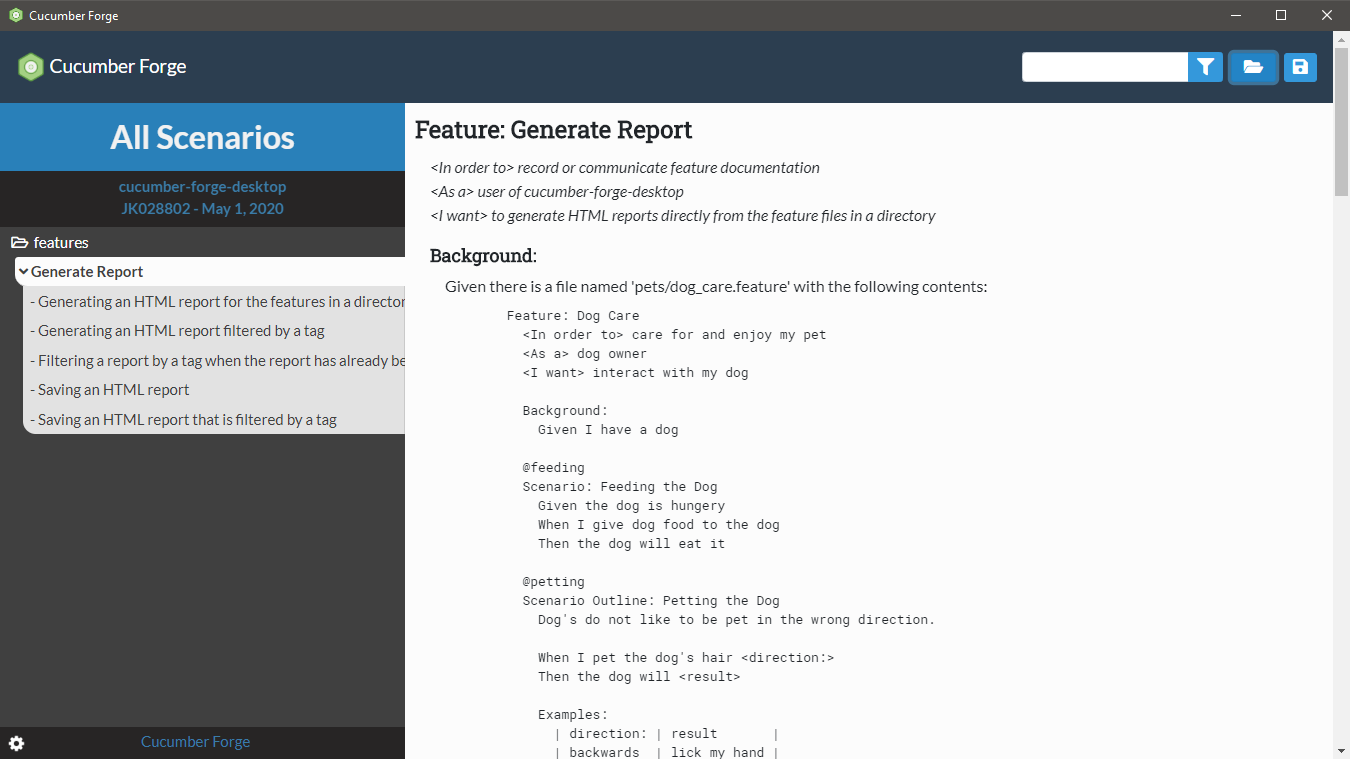 Cucumber Forge
Cucumber Forge
All Scenarios
cucumber-forge-desktop
JK028802 - May 1, 2020
features
Generate Report
- Generating an HTML report for the features in a director
- Generating an HTML report filtered by a tag
- Filtering a report by a tag when the report has already be
- Saving an HTML report
- Saving an HTML report that is filtered by a tag
Cucumber Forge
Feature: Generate Report
<In order to> record or communicate feature documentation
<As a> user of cucumber-forge-desktop
<I want> to generate HTML reports directly from the feature files in a directory
Background:
Given there is a file named 'pets/dog_care.feature' with the following contents:
Feature: Dog Care
<In order to> care for and enjoy my pet
<As a> dog owner
<I want> interact with my dog
Background:
Given I have a dog
@feeding
Scenario: Feeding the Dog
Given the dog is hungery
When I give dog food to the dog
Then the dog will eat it
@petting
Scenario Outline: Petting the Dog
Dog's do not like to be pet in the wrong direction.
When I pet the dog's hair <direction:>
Then the dog will <result>
Examples:
| direction: | result |
| backwards | lick my hand |